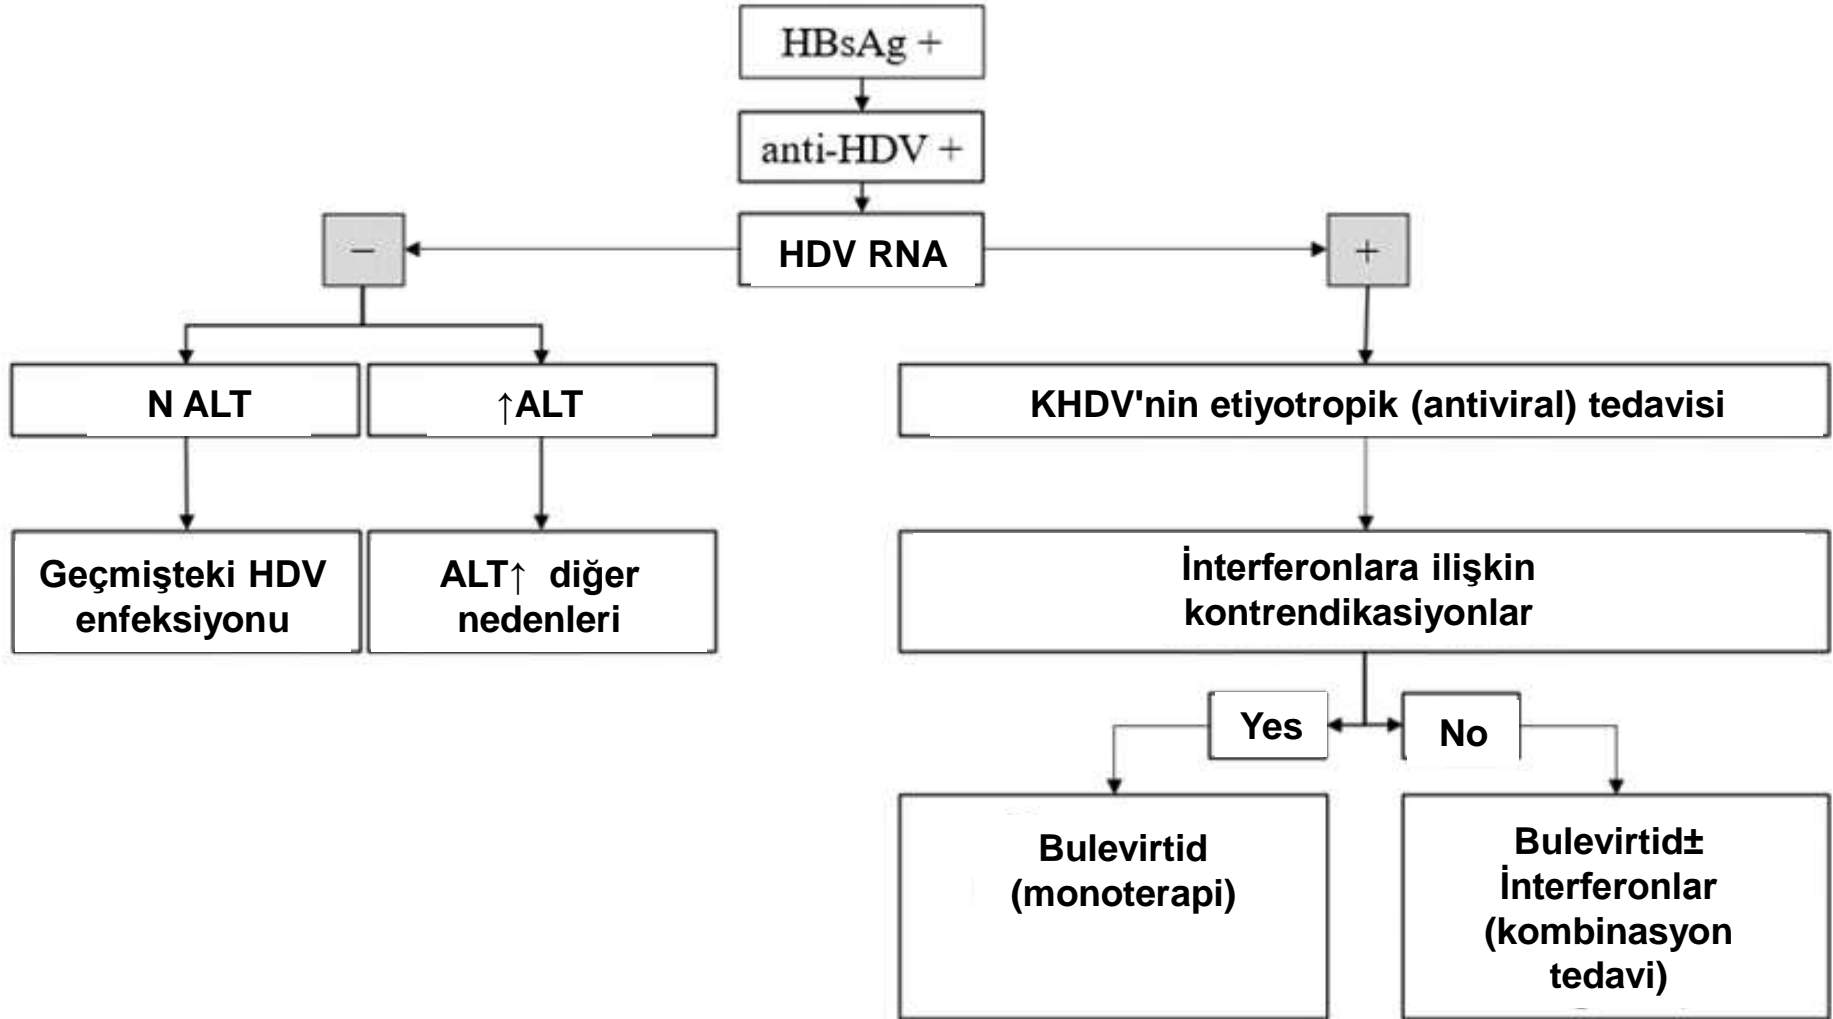 HBsAg +
anti-HDV +
–
HDV RNA
+
N ALT
↑ALT
KHDV'nin etiyotropik (antiviral) tedavisi
Geçmişteki HDV
enfeksiyonu
ALT↑ diğer
nedenleri
İnterferonlara ilişkin
kontrendikasiyonlar
Yes
No
Bulevirtid
(monoterapi)
Bulevirtid±
İnterferonlar
(kombinasyon
tedavi)